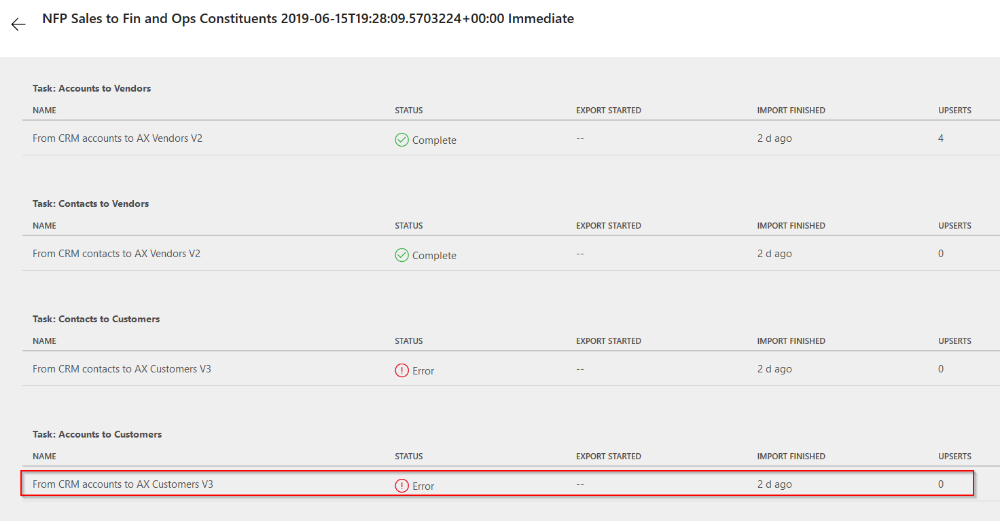 NFP Sales to Fin and Ops Constituents 2019-06-15T19:28:09.5703224+00:00 Immediate
Task: Accounts to Vendors
NAME STATUS EXPORT STARTED IMPORT FINISHED UPSERTS
From CRM accounts to AX Vendors V2 Complete -- 2 d ago 4
Task: Contacts to Vendors
NAME STATUS EXPORT STARTED IMPORT FINISHED UPSERTS
From CRM contacts to AX Vendors V2 Complete -- 2 d ago 0
Task: Contacts to Customers
NAME STATUS EXPORT STARTED IMPORT FINISHED UPSERTS
From CRM contacts to AX Customers V3 Error -- 2 d ago 0
Task: Accounts to Customers
NAME STATUS EXPORT STARTED IMPORT FINISHED UPSERTS
From CRM accounts to AX Customers V3 Error -- 2 d ago 0